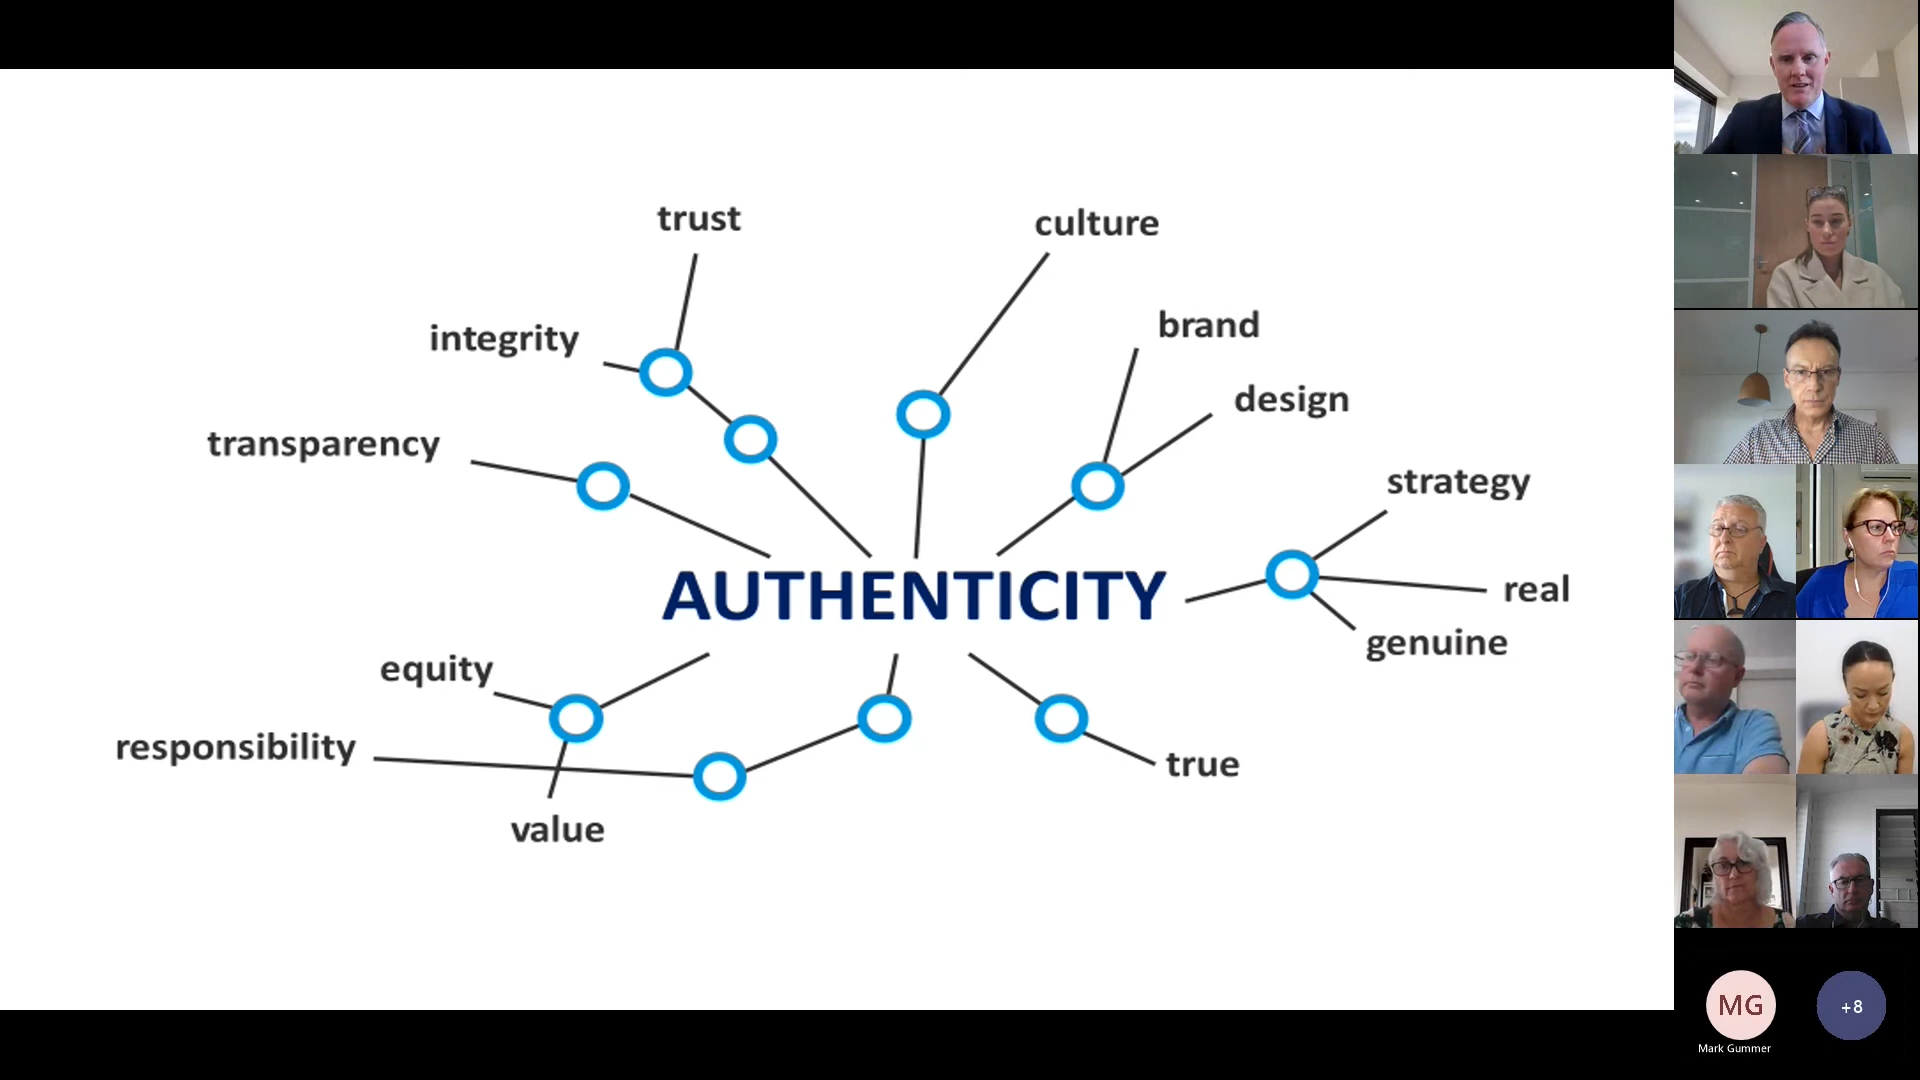 trust
culture
integrity
brand
design
transparency
strategy
AUTHENTICITY
real
genuine
equity
responsibility
true
value
MG
+8
Mark Gummer